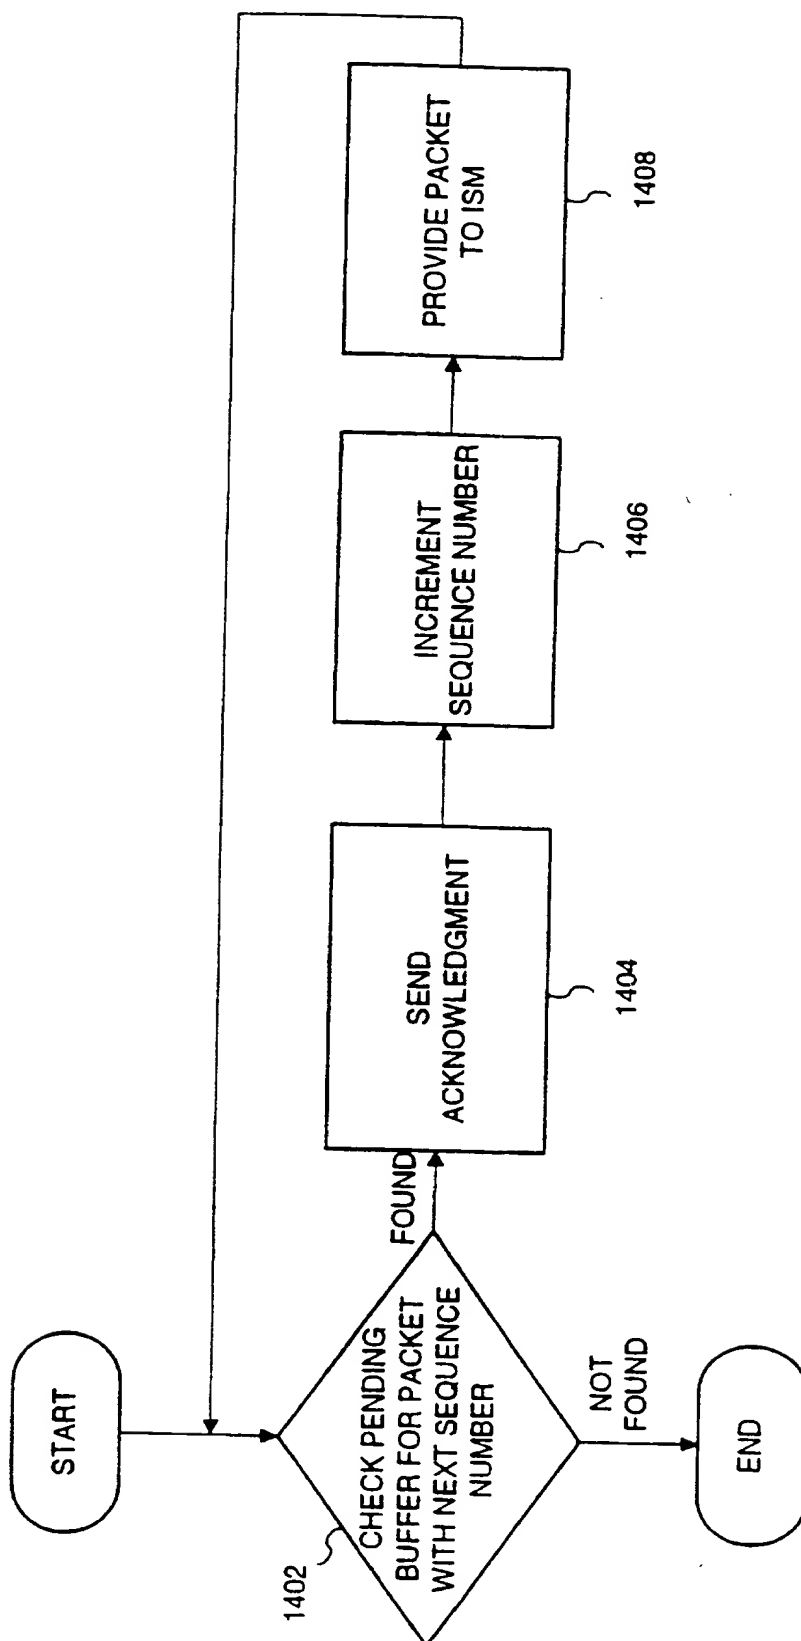 START
CHECK PENDING
BUFFER FOR PACKET
WITH NEXT SEQUENCE
NUMBER
1402
FOUND
NOT
FOUND
END
SEND
ACKNOWLEDGMENT
1404
INCREMENT
SEQUENCE NUMBER
1406
PROVIDE PACKET
TO ISM
1408